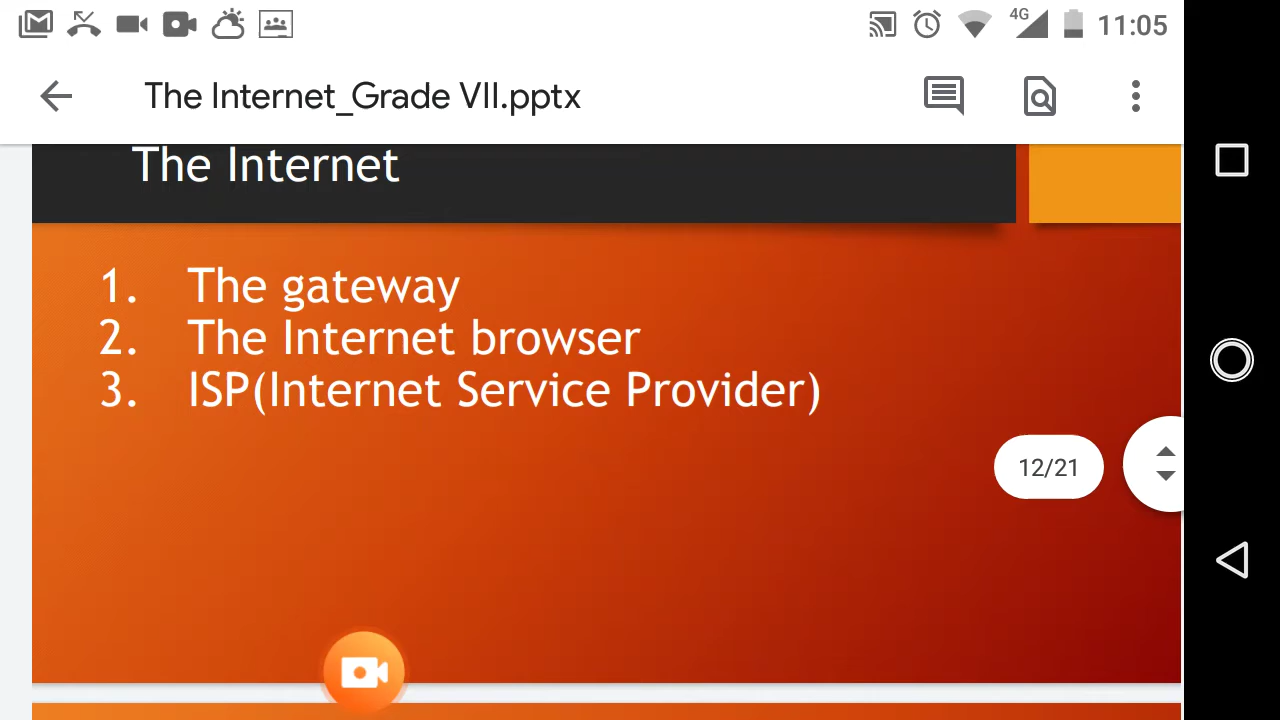 4G 11:05
The Internet_Grade VII.pptx
The Internet
1. The gateway
2. The Internet browser
3. ISP(Internet Service Provider)
12/21